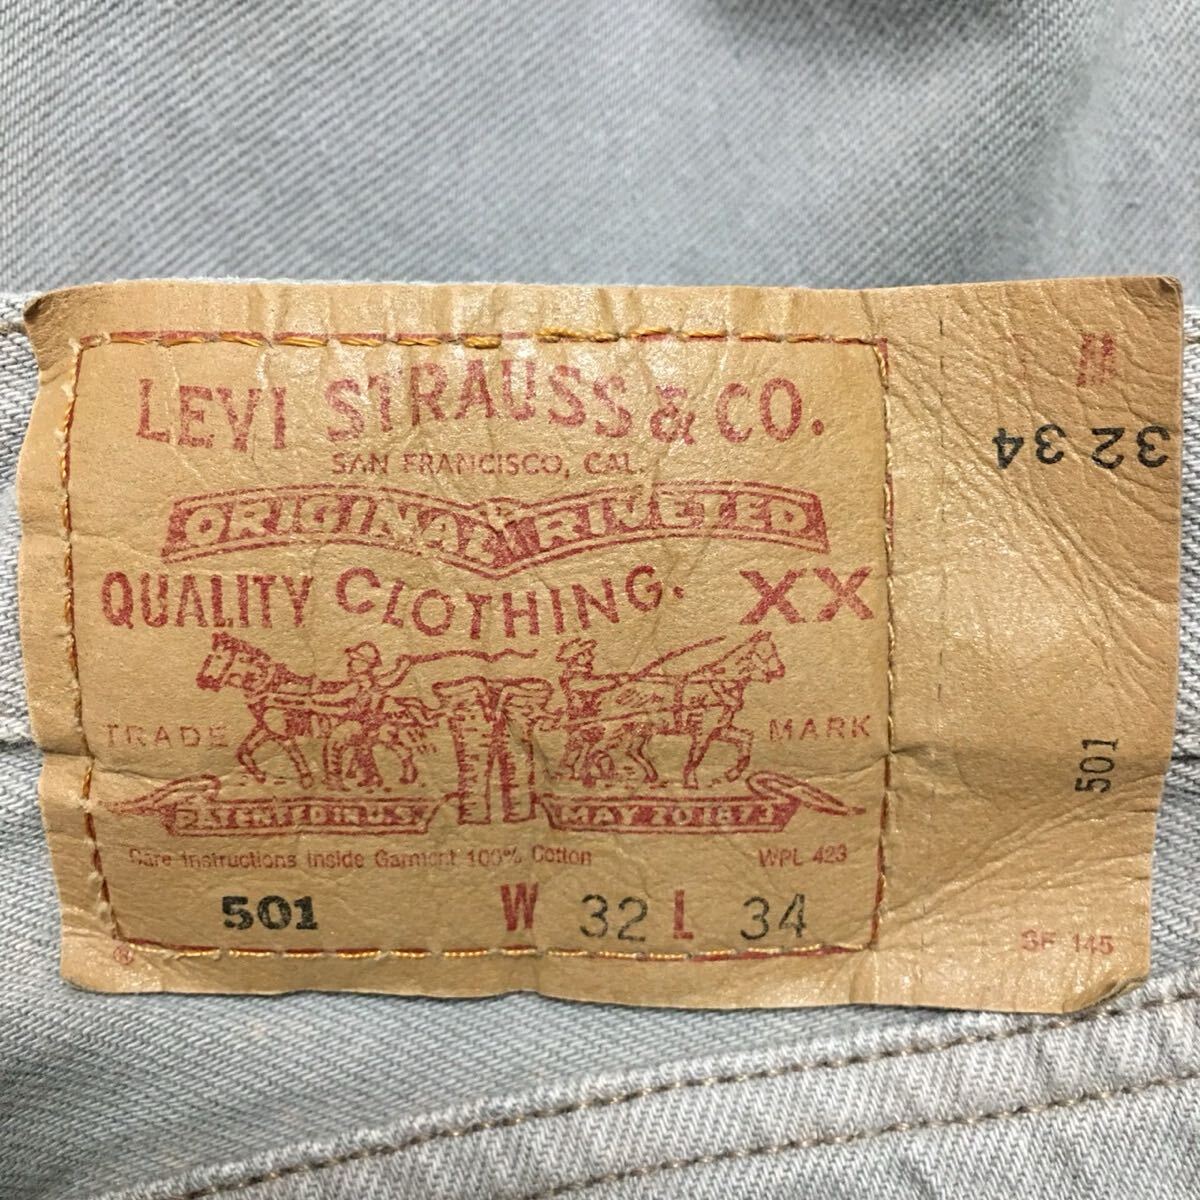 LEVI STRAUSS & CO.
SAN FRANCISCO, CAL.
ORIGINAL RIVETED
QUALITY CLOTHING. XX
TRADE MARK
PATENTED IN U.S. MAY 20 1873
Care Instructions Inside Garment 100% Cotton WPL 423
501 W 32 L 34
®
32 34
501
SF 145